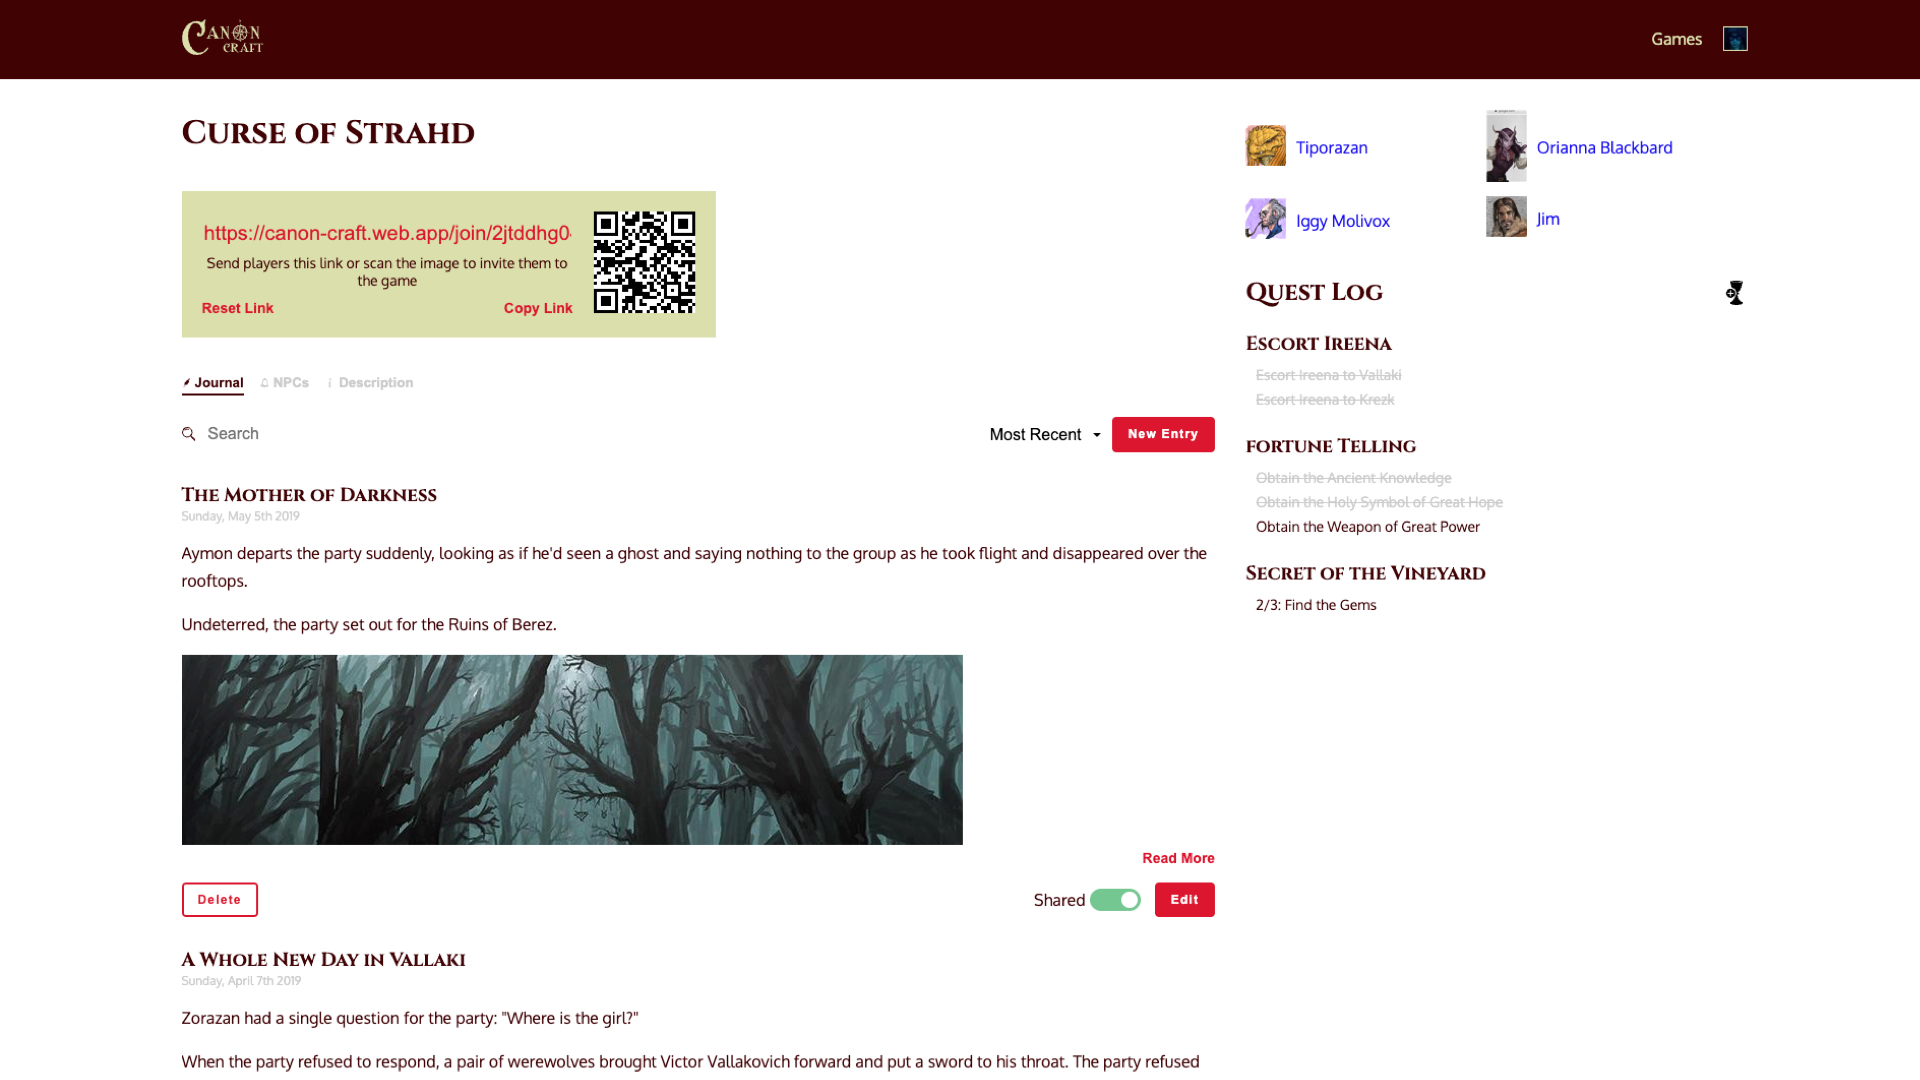 CANON
CRAFT
Games
Curse of Strahd
https://canon-craft.web.app/join/2jtddhg0
Send players this link or scan the image to invite them to
the game
Reset Link
Copy Link
Journal
NPCs
Description
Search
Most Recent
New Entry
The Mother of Darkness
Sunday, May 5th 2019
Aymon departs the party suddenly, looking as if he'd seen a ghost and saying nothing to the group as he took flight and disappeared over the
rooftops.
Undeterred, the party set out for the Ruins of Berez.
Read More
Delete
Shared
Edit
A Whole New Day in Vallaki
Sunday, April 7th 2019
Zorazan had a single question for the party: "Where is the girl?"
When the party refused to respond, a pair of werewolves brought Victor Vallakovich forward and put a sword to his throat. The party refused
Tiporazan
Orianna Blackbard
Iggy Molivox
Jim
Quest Log
Escort Ireena
Escort Ireena to Vallaki
Escort Ireena to Krezk
fortune Telling
Obtain the Ancient Knowledge
Obtain the Holy Symbol of Great Hope
Obtain the Weapon of Great Power
Secret of the Vineyard
2/3: Find the Gems